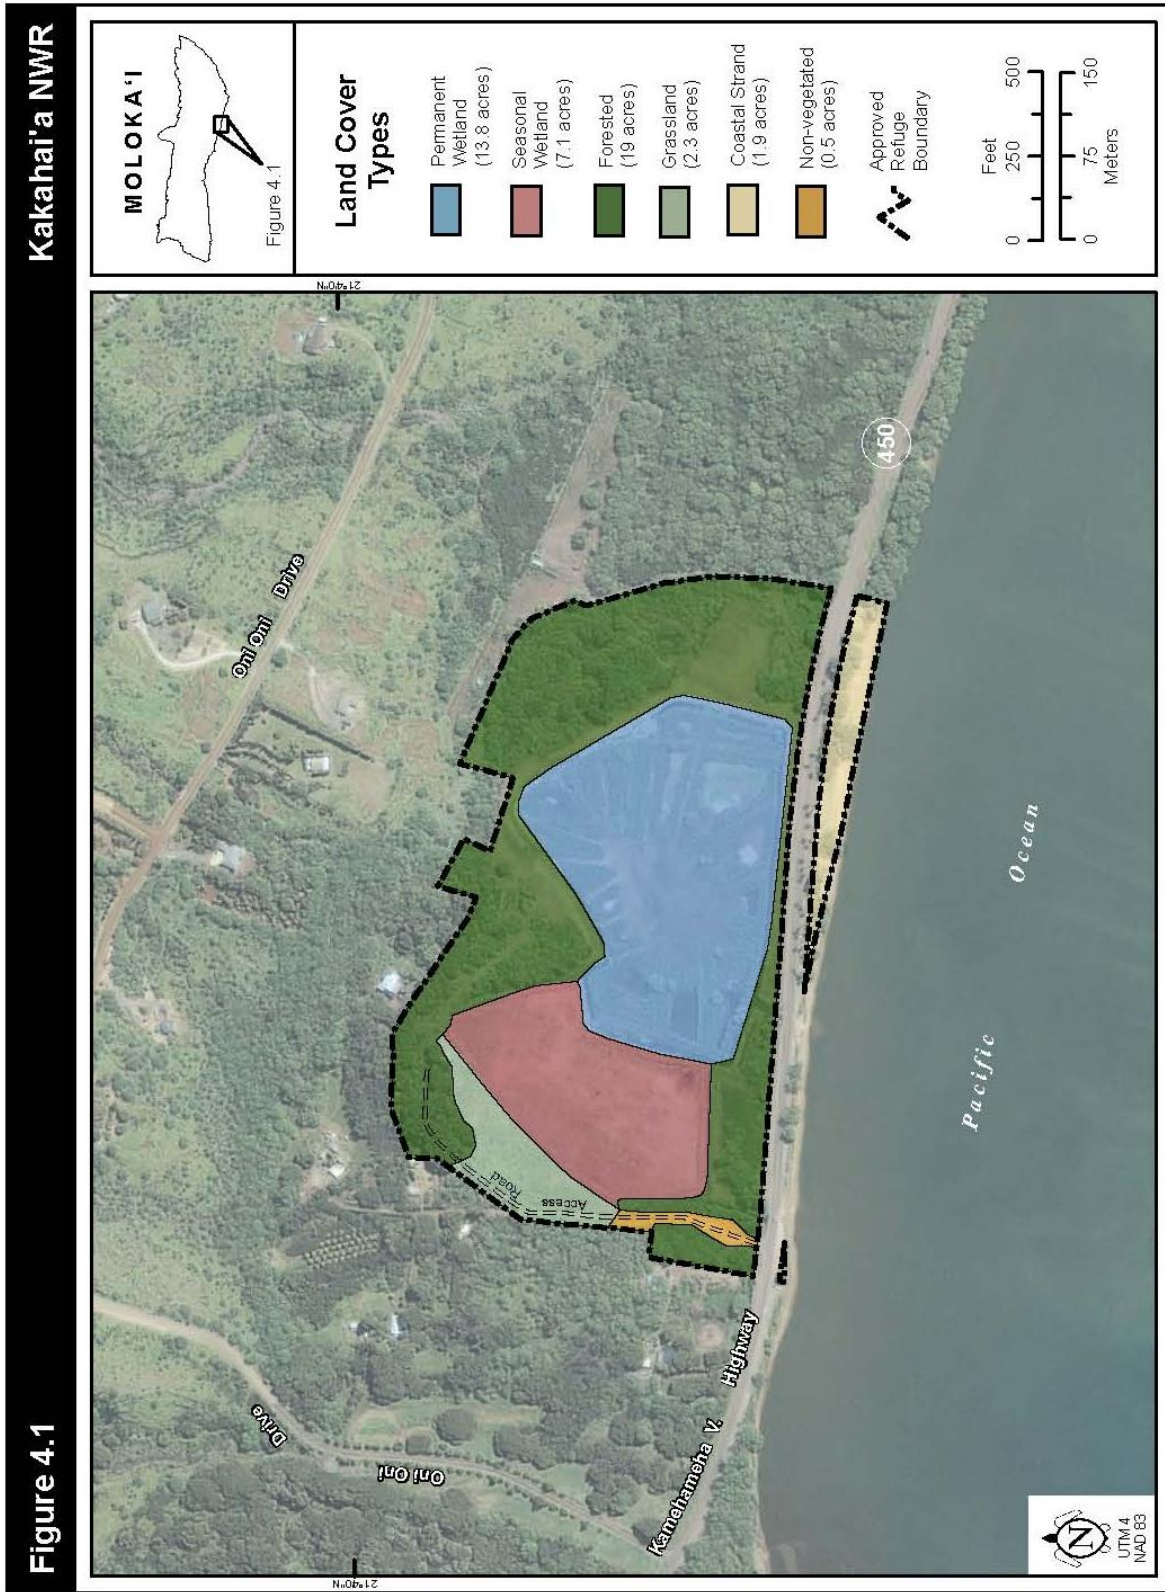 Figure 4.1
Kakahai'a NWR
MOLOKA'I
Figure 4.1
Land Cover
Types
Permanent
Wetland
(13.8 acres)
Seasonal
Wetland
(7.1 acres)
Forested
(19 acres)
Grassland
(2.3 acres)
Coastal Strand
(1.9 acres)
Non-vegetated
(0.5 acres)
Approved
Refuge
Boundary
Feet
0 250 500
0 75 150
Meters
21°4'0"N
21°4'0"N
Oni Oni Drive
Oni Oni Drive
Access Road
Kamehameha V. Highway
450
Pacific Ocean
N
UTM 4
NAD 83